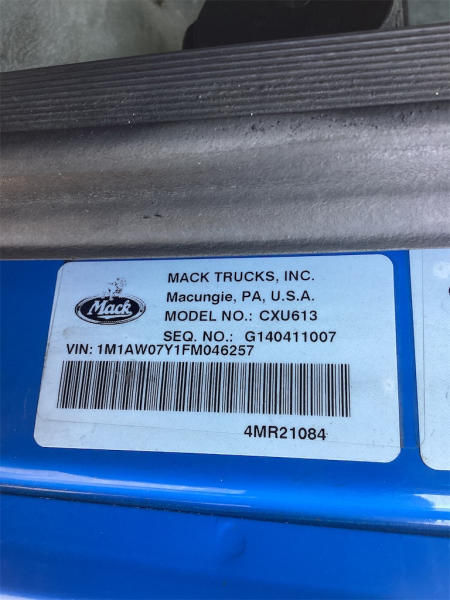 Mack
MACK TRUCKS, INC.
Macungie, PA, U.S.A.
MODEL NO.: CXU613
SEQ. NO.: G140411007
VIN: 1M1AW07Y1FM046257
4MR21084